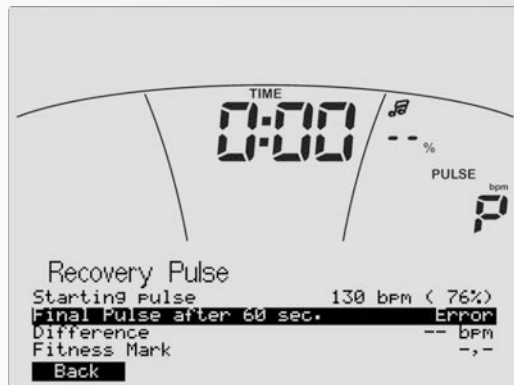 TIME
0:00
-- %
PULSE
bpm
P
Recovery Pulse
Starting pulse 130 bpm ( 76%)
Final Pulse after 60 sec. Error
Difference -- bpm
Fitness Mark -,-
Back